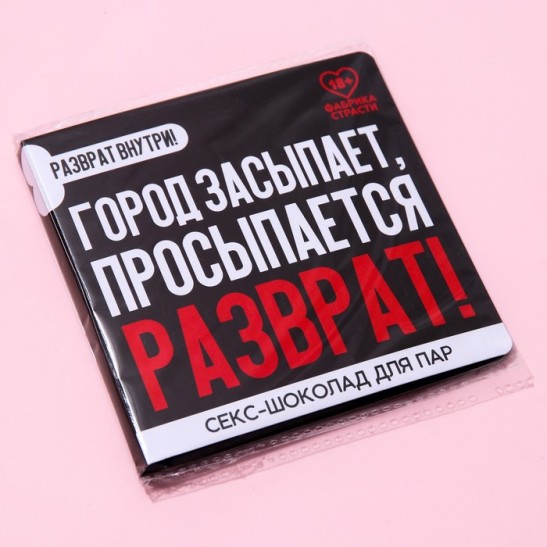 18+
ФАБРИКА
СТРАСТИ
РАЗВРАТ ВНУТРИ!
ГОРОД ЗАСЫПАЕТ,
ПРОСЫПАЕТСЯ
РАЗВРАТ!
СЕКС-ШОКОЛАД ДЛЯ ПАР